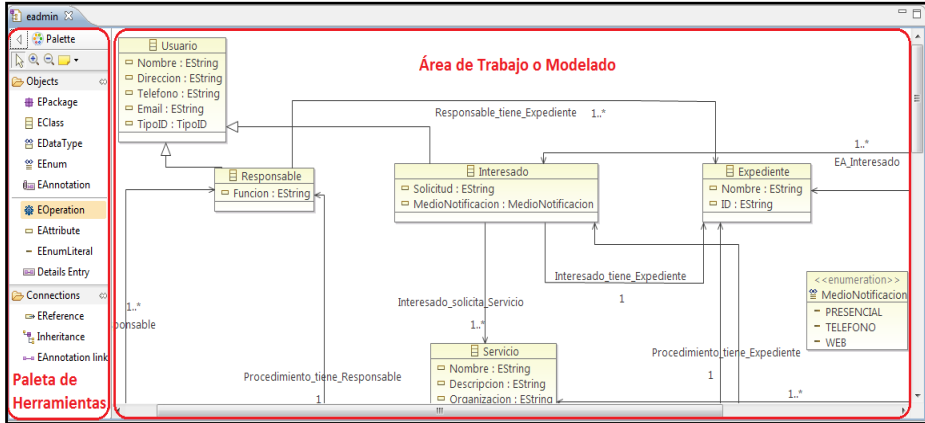 eadmin
Palette
Objects
EPackage
EClass
EDataType
EEnum
EAnnotation
EOperation
EAttribute
EEnumLiteral
Details Entry
Connections
EReference
Inheritance
EAnnotation link
Paleta de
Herramientas
Área de Trabajo o Modelado
Usuario
Nombre : EString
Direccion : EString
Telefono : EString
Email : EString
TipoID : TipoID
Responsable_tiene_Expediente 1..*
1..*
EA_Interesado
Responsable
Funcion : EString
Interesado
Solicitud : EString
MedioNotificacion : MedioNotificacion
Expediente
Nombre : EString
ID : EString
Interesado_tiene_Expediente
1
<<enumeration>>
MedioNotificacion
PRESENCIAL
TELEFONO
WEB
1..*
ponsable
Interesado_solicita_Servicio
1..*
Servicio
Nombre : EString
Descripcion : EString
Organizacion : EString
Procedimiento_tiene_Responsable
1
Procedimiento_tiene_Expediente
1
1..*